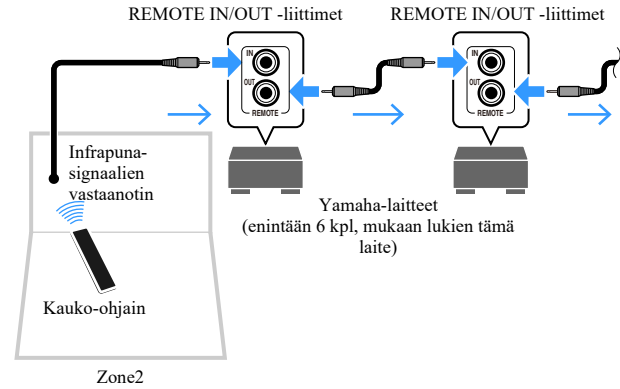 REMOTE IN/OUT -liittimet
REMOTE IN/OUT -liittimet
IN
OUT
REMOTE
IN
OUT
REMOTE
Infrapuna-
signaalien
vastaanotin
Yamaha-laitteet
(enintään 6 kpl, mukaan lukien tämä
laite)
Kauko-ohjain
Zone2